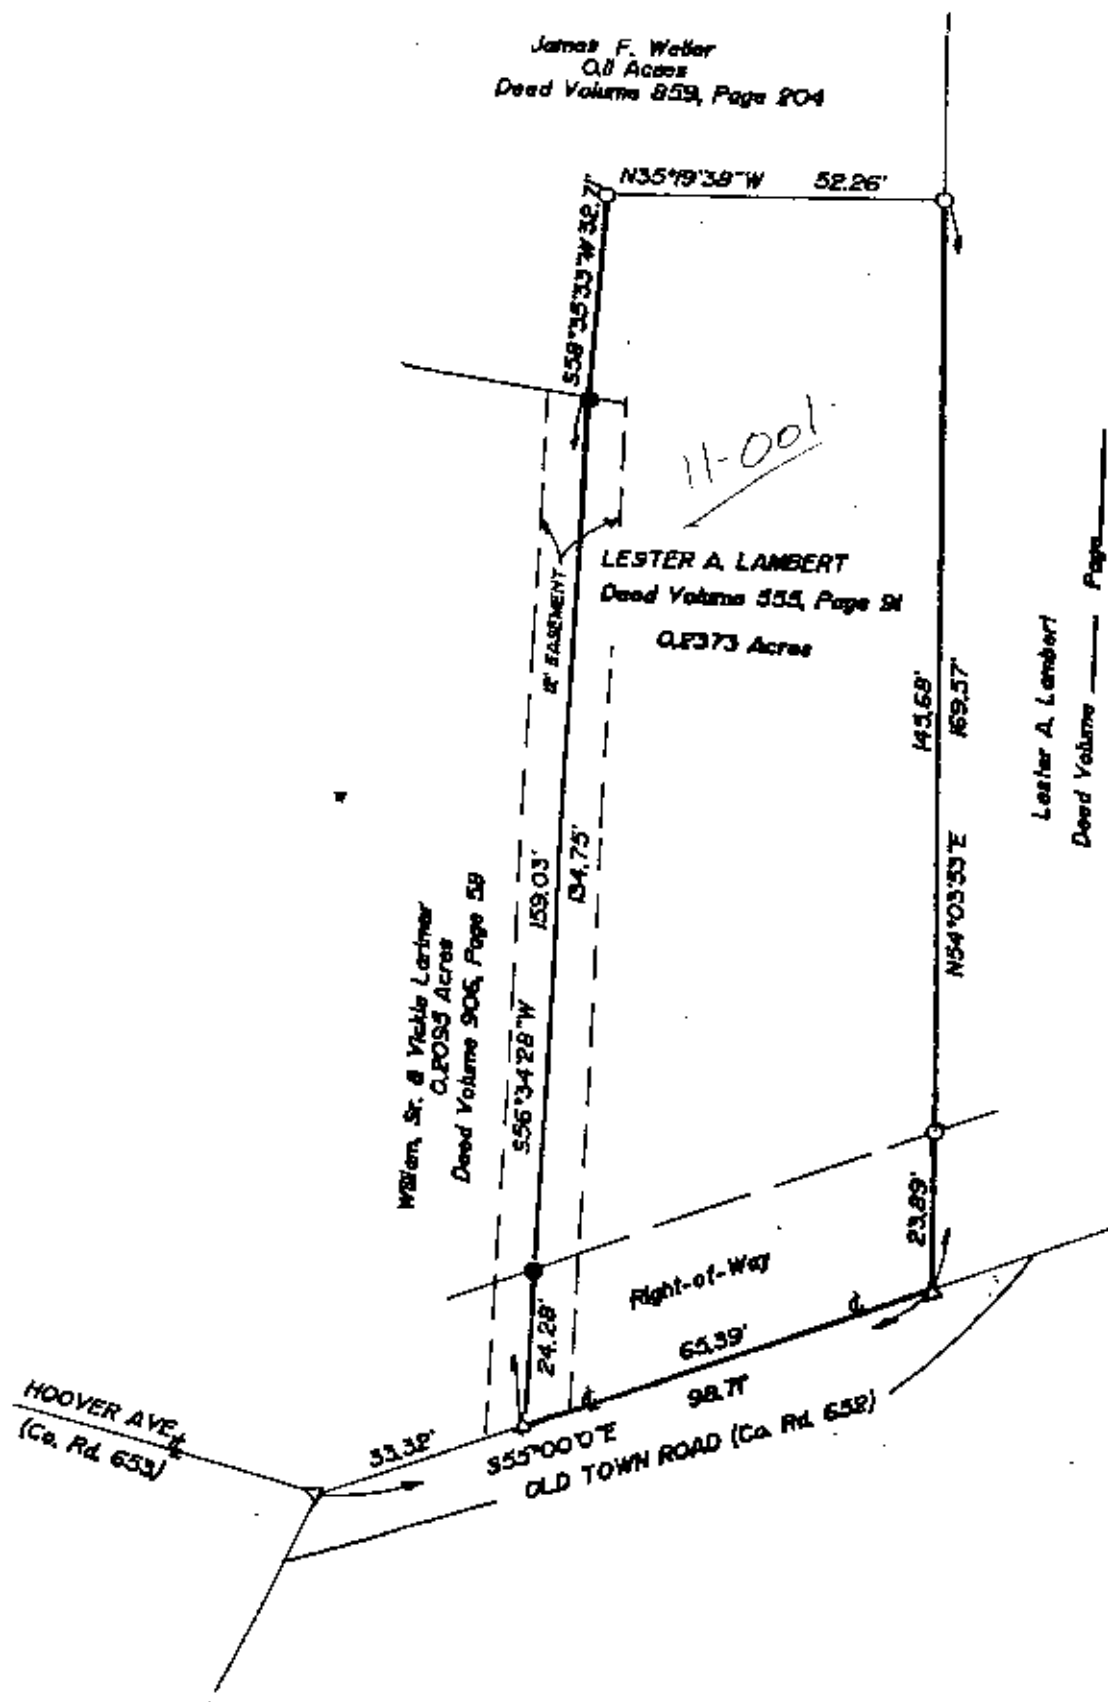 James F. Weber
0.11 Acres
Deed Volume 859, Page 204
N35°19'38"W 52.26'
S58°35'33"W 32.71'
11-001
LESTER A. LAMBERT
Deed Volume 555, Page 91
0.2373 Acres
12' EASEMENT
145.68'
169.57'
N54°03'53"E
Lester A. Lambert
Deed Volume Page
159.03'
134.75'
S56°34'28"W
William, Sr. & Vickie Larimer
0.2095 Acres
Deed Volume 906, Page 58
23.89'
Right-of-Way
24.28'
65.39'
98.71'
HOOVER AVE.
(Co. Rd. 653)
33.32'
S55°00'0"E
OLD TOWN ROAD (Co. Rd. 652)